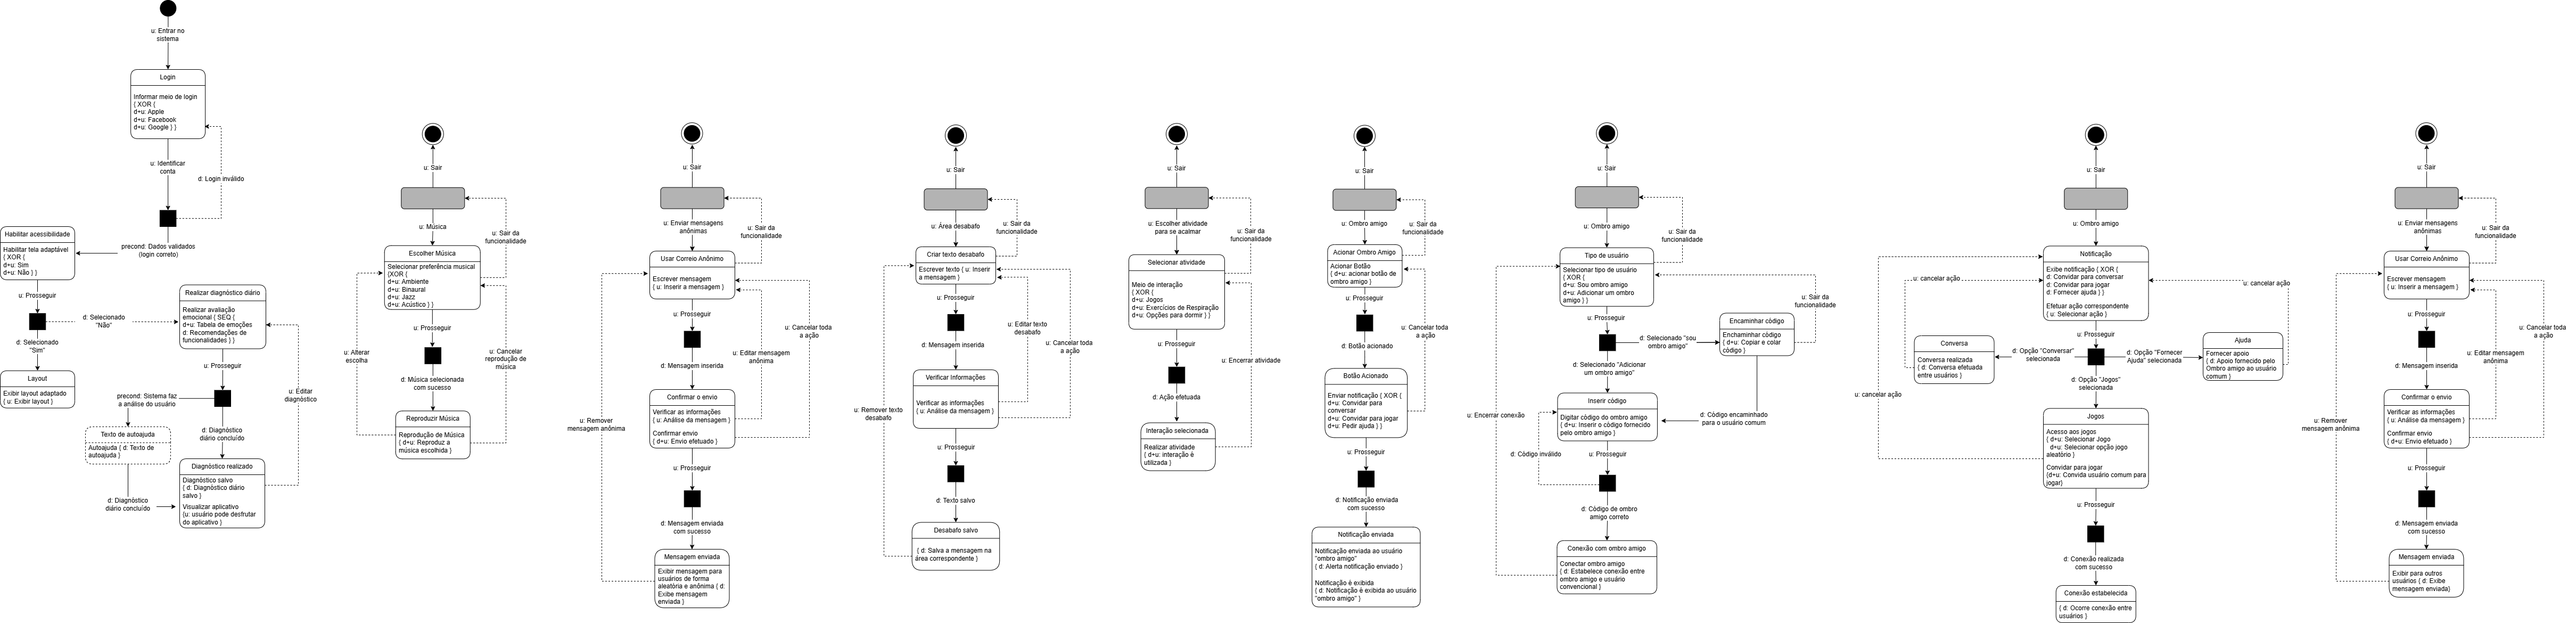 u: Entrar no
sistema
Login
Informar meio de login
{ XOR {
d+u: Apple
d+u: Facebook
d+u: Google } }
u: Identificar
conta
d: Login inválido
precond: Dados validados
(login correto)
Habilitar acessibilidade
Habilitar tela adaptável
{ XOR {
d+u: Sim
d+u: Não } }
u: Prosseguir
d: Selecionado
"Não"
d: Selecionado
"Sim"
Layout
Exibir layout adaptado
{ u: Exibir layout }
Realizar diagnóstico diário
Realizar avaliação
emocional { SEQ {
d+u: Tabela de emoções
d: Recomendações de
funcionalidades } }
u: Prosseguir
u: Editar
diagnóstico
precond: Sistema faz
a análise do usuário
Texto de autoajuda
Autoajuda { d: Texto de
autoajuda }
d: Diagnóstico
diário concluído
d: Diagnóstico
diário concluído
Diagnóstico realizado
Diagnóstico salvo
{ d: Diagnóstico diário
salvo }
Visualizar aplicativo
{u: usuário pode desfrutar
do aplicativo }
u: Sair
u: Música
u: Sair da
funcionalidade
Escolher Música
Selecionar preferência musical
{XOR {
d+u: Ambiente
d+u: Binaural
d+u: Jazz
d+u: Acústico } }
u: Prosseguir
u: Alterar
escolha
u: Cancelar
reprodução de
música
d: Música selecionada
com sucesso
Reproduzir Música
Reprodução de Música
{ d+u: Reproduz a
música escolhida }
u: Sair
u: Enviar mensagens
anônimas
u: Sair da
funcionalidade
Usar Correio Anônimo
Escrever mensagem
{ u: Inserir a mensagem }
u: Prosseguir
u: Cancelar toda
a ação
u: Editar mensagem
anônima
d: Mensagem inserida
Confirmar o envio
Verificar as informações
{ u: Análise da mensagem }
Confirmar envio
{ d+u: Envio efetuado }
u: Remover
mensagem anônima
u: Prosseguir
d: Mensagem enviada
com sucesso
Mensagem enviada
Exibir mensagem para
usuários de forma
aleatória e anônima { d:
Exibe mensagem
enviada }
u: Sair
u: Área desabafo
u: Sair da
funcionalidade
Criar texto desabafo
Escrever texto { u: Inserir
a mensagem }
u: Prosseguir
u: Editar texto
desabafo
u: Cancelar toda
a ação
d: Mensagem inserida
Verificar Informações
Verificar as informações
{ u: Análise da mensagem }
u: Remover texto
desabafo
u: Prosseguir
d: Texto salvo
Desabafo salvo
{ d: Salva a mensagem na
área correspondente }
u: Sair
u: Escolher atividade
para se acalmar
u: Sair da
funcionalidade
Selecionar atividade
Meio de interação
{ XOR {
d+u: Jogos
d+u: Exercícios de Respiração
d+u: Opções para dormir } }
u: Prosseguir
u: Encerrar atividade
d: Ação efetuada
Interação selecionada
Realizar atividade
{ d+u: interação é
utilizada }
u: Sair
u: Ombro amigo
u: Sair da
funcionalidade
Acionar Ombro Amigo
Acionar Botão
{ d+u: acionar botão de
ombro amigo }
u: Prosseguir
u: Cancelar toda
a ação
d: Botão acionado
Botão Acionado
Enviar notificação { XOR {
d+u: Convidar para
conversar
d+u: Convidar para jogar
d+u: Pedir ajuda } }
u: Prosseguir
d: Notificação enviada
com sucesso
Notificação enviada
Notificação enviada ao usuário
"ombro amigo"
{ d: Alerta notificação enviado }
Notificação é exibida
{ d: Notificação é exibida ao usuário
"ombro amigo" }
u: Sair
u: Ombro amigo
u: Sair da
funcionalidade
Tipo de usuário
Selecionar tipo de usuário
{ XOR {
d+u: Sou ombro amigo
d+u: Adicionar um ombro
amigo } }
u: Prosseguir
u: Sair da
funcionalidade
d: Selecionado "sou
ombro amigo"
Encaminhar código
Enchaminhar código
{ d+u: Copiar e colar
código }
d: Selecionado "Adicionar
um ombro amigo"
Inserir código
Digitar código do ombro amigo
{ d+u: Inserir o código fornecido
pelo ombro amigo }
d: Código encaminhado
para o usuário comum
u: Encerrar conexão
d: Código inválido
u: Prosseguir
d: Código de ombro
amigo correto
Conexão com ombro amigo
Conectar ombro amigo
{ d: Estabelece conexão entre
ombro amigo e usuário
convencional }
u: Sair
u: Ombro amigo
Notificação
Exibe notificação { XOR {
d: Convidar para conversar
d: Convidar para jogar
d: Fornecer ajuda } }
Efetuar ação correspondente
{ u: Selecionar ação }
u: cancelar ação
u: cancelar ação
u: Prosseguir
Conversa
Conversa realizada
{ d: Conversa efetuada
entre usuários }
d: Opção "Conversar"
selecionada
d: Opção "Fornecer
Ajuda" selecionada
Ajuda
Fornecer apoio
{ d: Apoio fornecido pelo
Ombro amigo ao usuário
comum }
d: Opção "Jogos"
selecionada
u: cancelar ação
Jogos
Acesso aos jogos
{ d+u: Selecionar Jogo
d+u: Selecionar opção jogo
aleatório }
Convidar para jogar
{d+u: Convida usuário comum para
jogar}
u: Prosseguir
d: Conexão realizada
com sucesso
Conexão estabelecida
{ d: Ocorre conexão entre
usuários }
u: Sair
u: Enviar mensagens
anônimas
u: Sair da
funcionalidade
Usar Correio Anônimo
Escrever mensagem
{ u: Inserir a mensagem }
u: Prosseguir
u: Cancelar toda
a ação
u: Editar mensagem
anônima
d: Mensagem inserida
Confirmar o envio
Verificar as informações
{ u: Análise da mensagem }
Confirmar envio
{ d+u: Envio efetuado }
u: Remover
mensagem anônima
u: Prosseguir
d: Mensagem enviada
com sucesso
Mensagem enviada
Exibir para outros
usuários { d: Exibe
mensagem enviada}